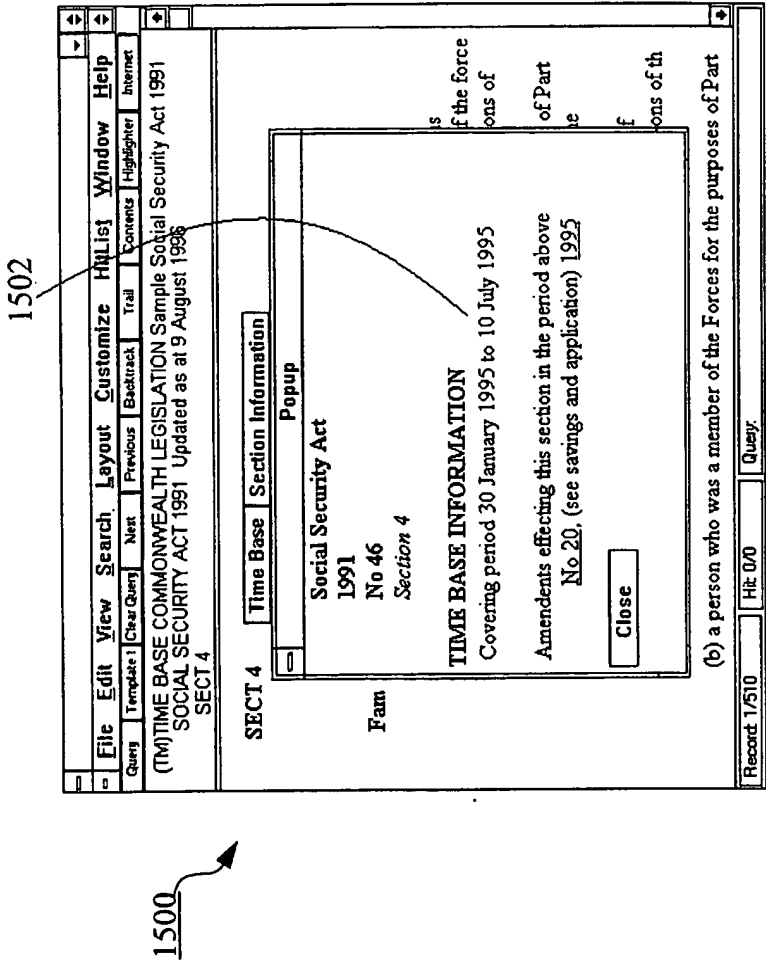 1500
1502
File Edit View Search Layout Customize HitList Window Help
Query Template 1 Clear Query Next Previous Backtrack Trail Contents Highlighter Internet
(TM)TIME BASE COMMONWEALTH LEGISLATION Sample Social Security Act 1991
SOCIAL SECURITY ACT 1991 Updated as at 9 August 1996
SECT 4
SECT 4
Time Base Section Information
Popup
Social Security Act
1991
No 46
Section 4
Fam
TIME BASE INFORMATION
Covering period 30 January 1995 to 10 July 1995
Amendents effecting this section in the period above
No 20, (see savings and application) 1995
Close
is
f the force
ons of
of Part
ie
f
ons of th
(b) a person who was a member of the Forces for the purposes of Part
Record: 1/510 Hit: 0/0 Query: